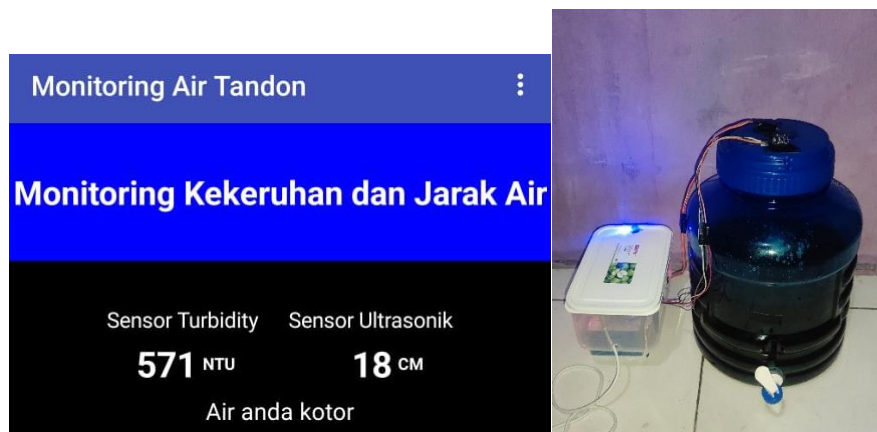 Monitoring Air Tandon
Monitoring Kekeruhan dan Jarak Air
Sensor Turbidity Sensor Ultrasonik
571 NTU 18 CM
Air anda kotor